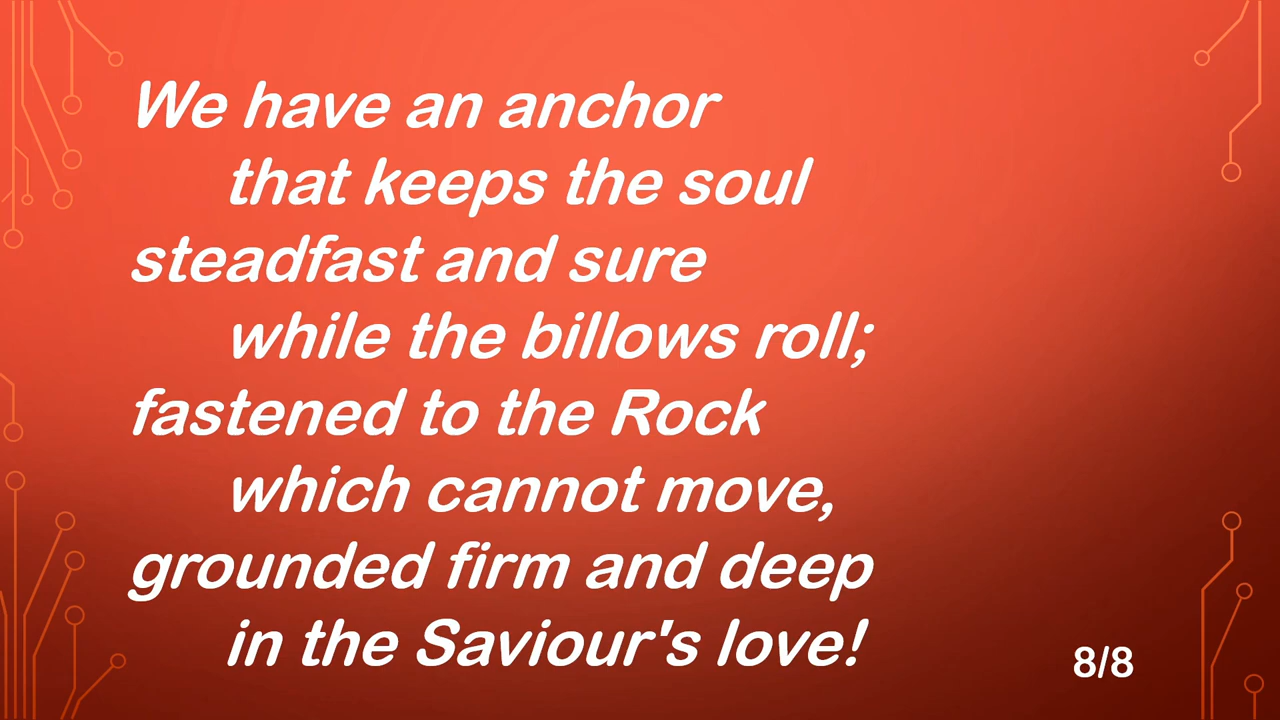 We have an anchor
that keeps the soul
steadfast and sure
while the billows roll;
fastened to the Rock
which cannot move,
grounded firm and deep
in the Saviour's love!
8/8